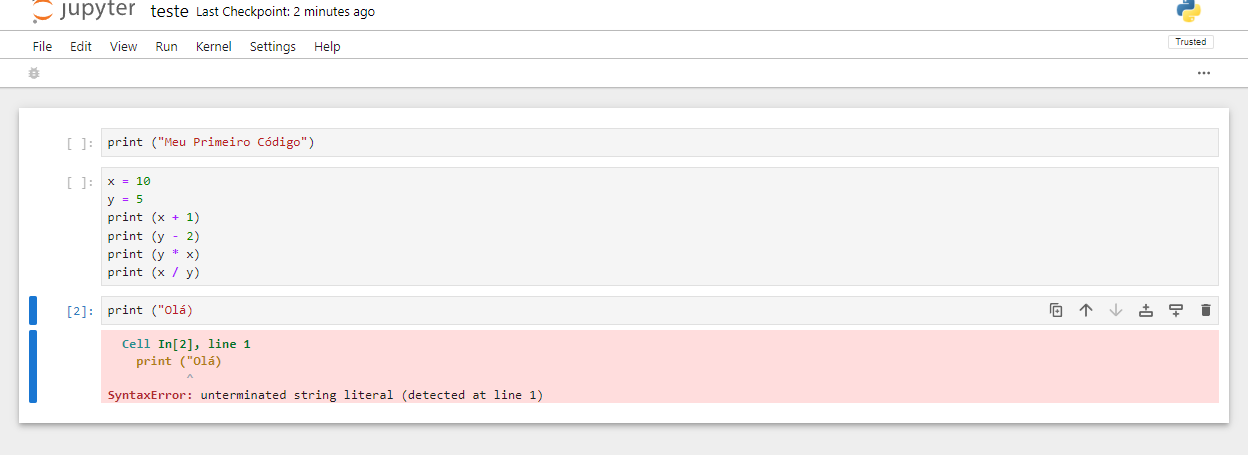 jupyter teste Last Checkpoint: 2 minutes ago
File Edit View Run Kernel Settings Help
Trusted
[ ]: print ("Meu Primeiro Código")
[ ]: x = 10
y = 5
print (x + 1)
print (y - 2)
print (y * x)
print (x / y)
[2]: print ("Olá)
Cell In[2], line 1
print ("Olá)
^
SyntaxError: unterminated string literal (detected at line 1)